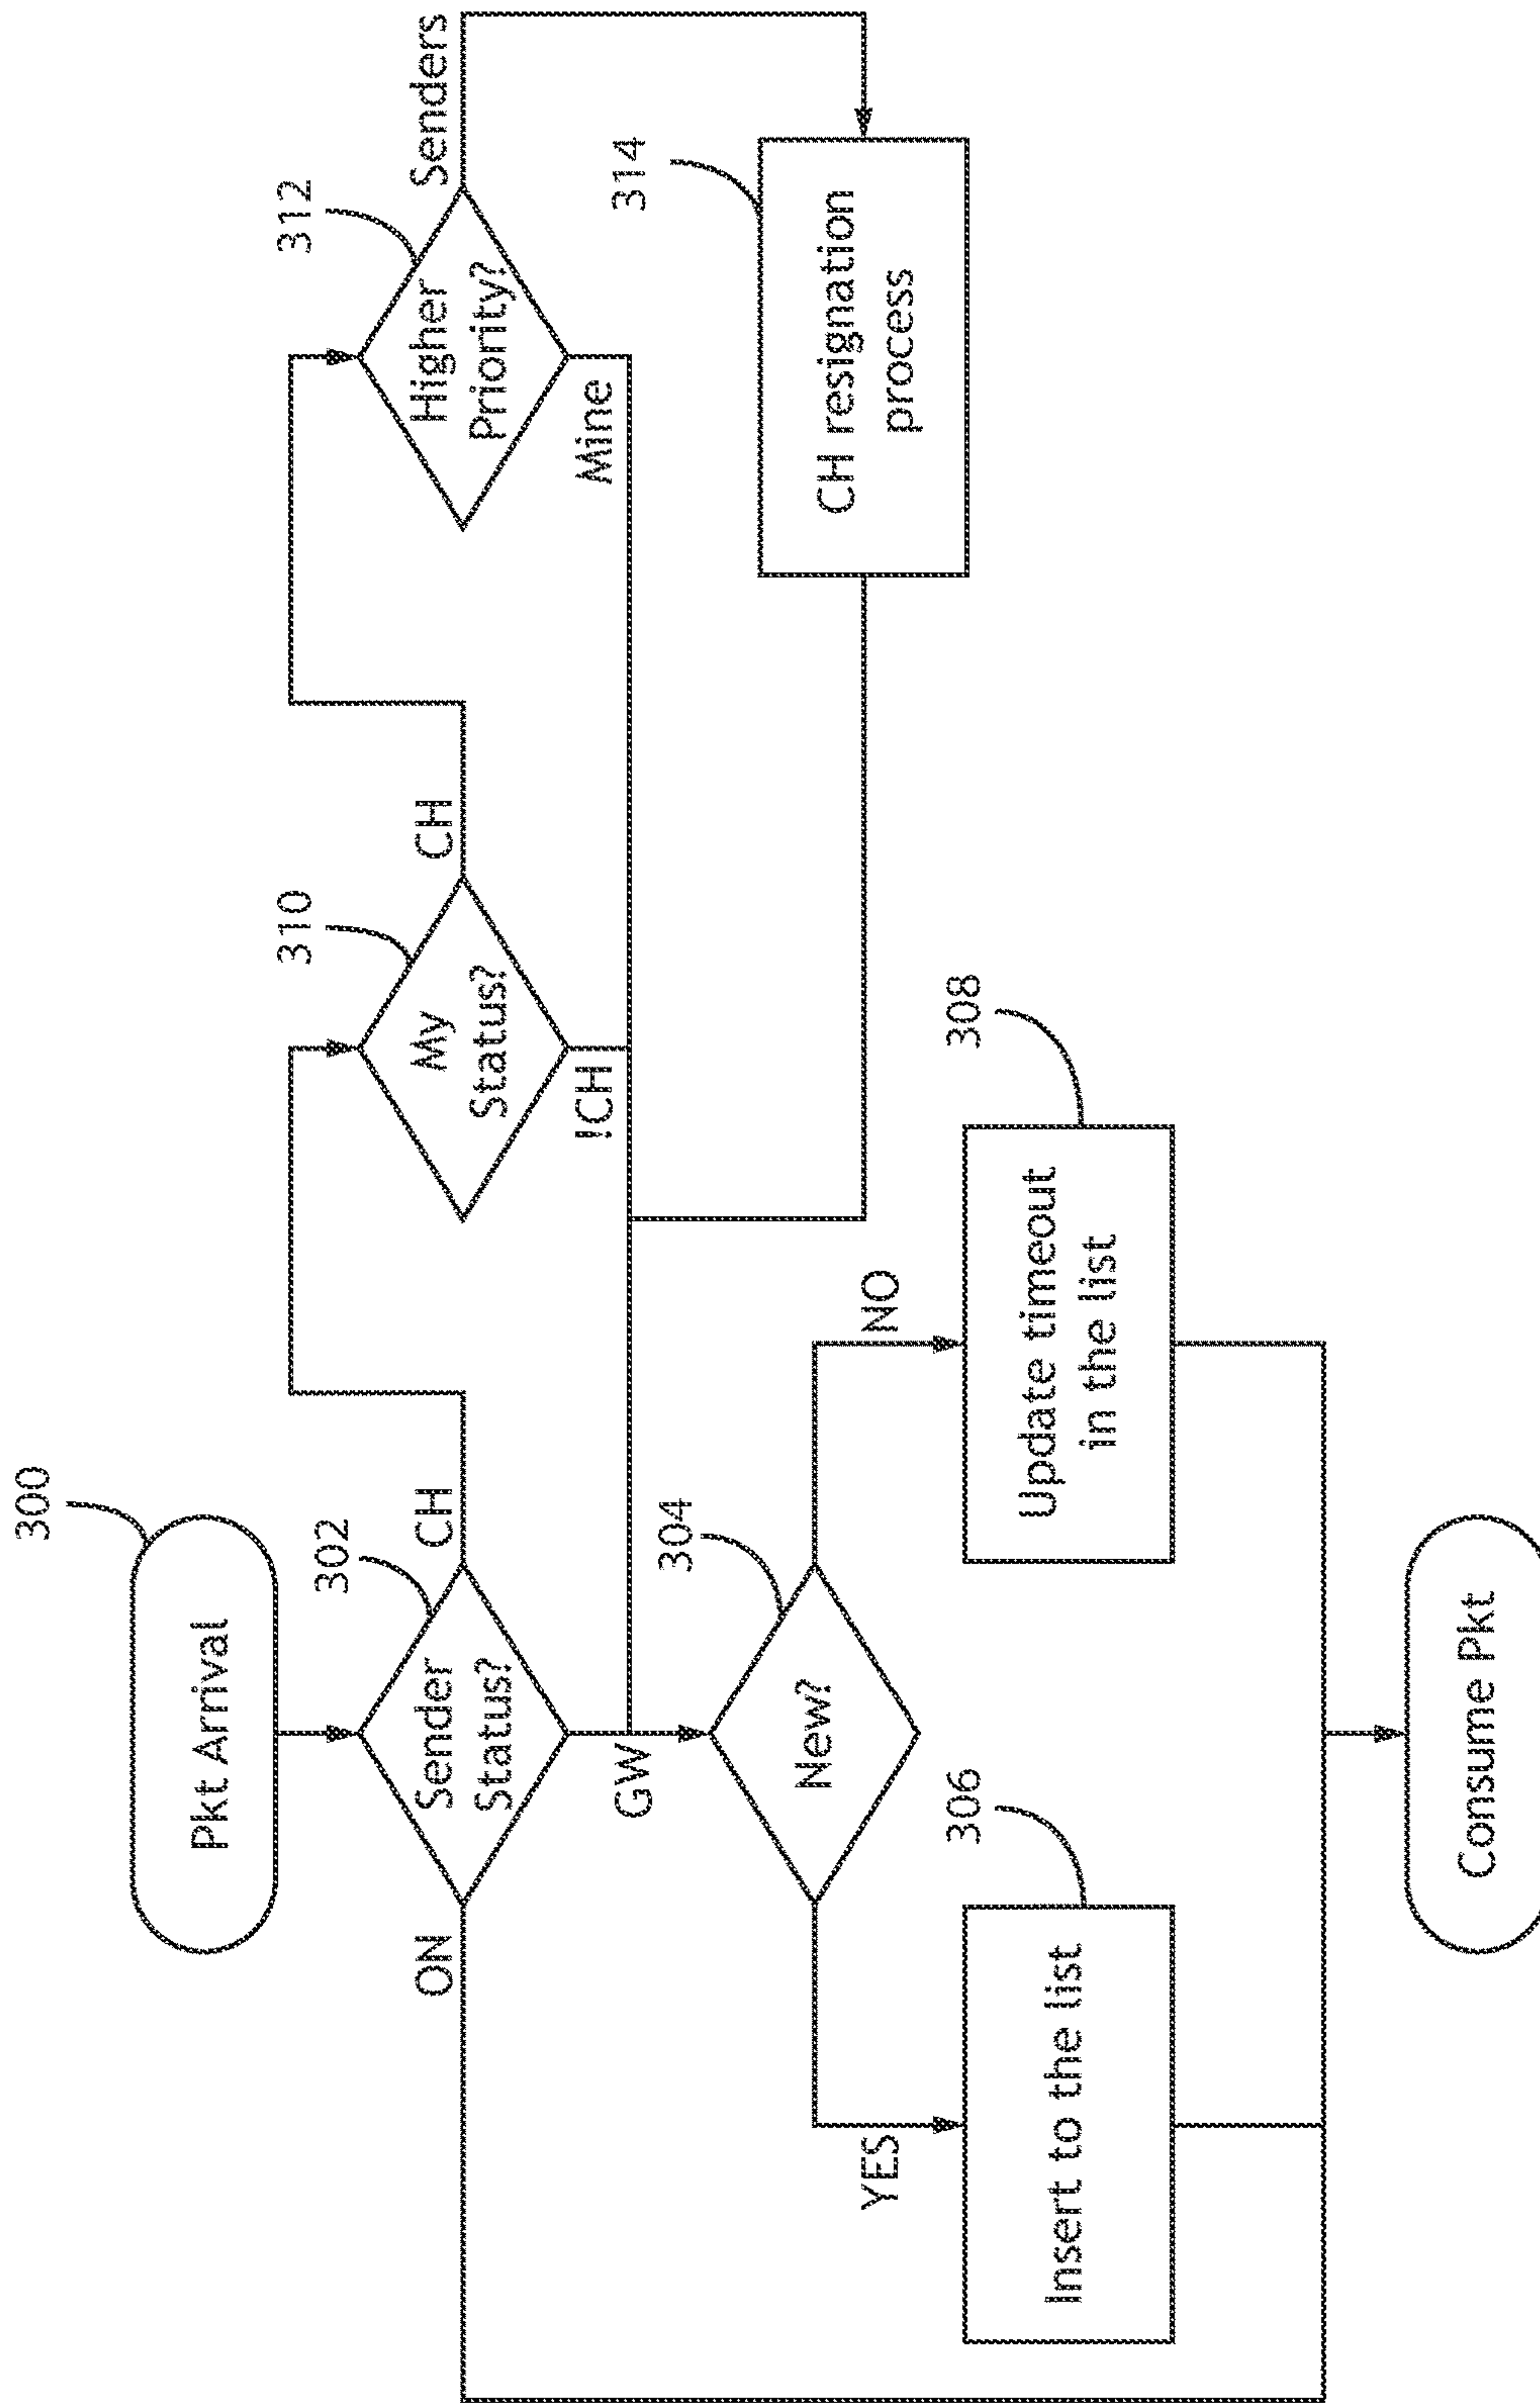 300
Pkt Arrival
302
Sender
Status?
ON
CH
GW
310
My
Status?
CH
!CH
312
Higher
Priority?
Senders
Mine
314
CH resignation
process
304
New?
YES
NO
306
Insert to the list
308
Update timeout
in the list
Consume Pkt